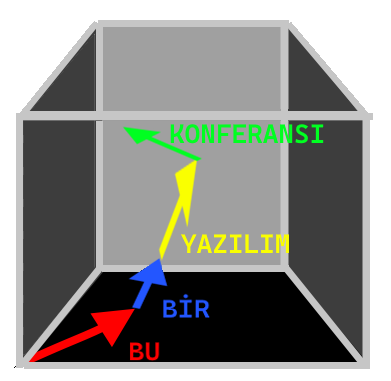 KONFERANSI
YAZILIM
BİR
BU